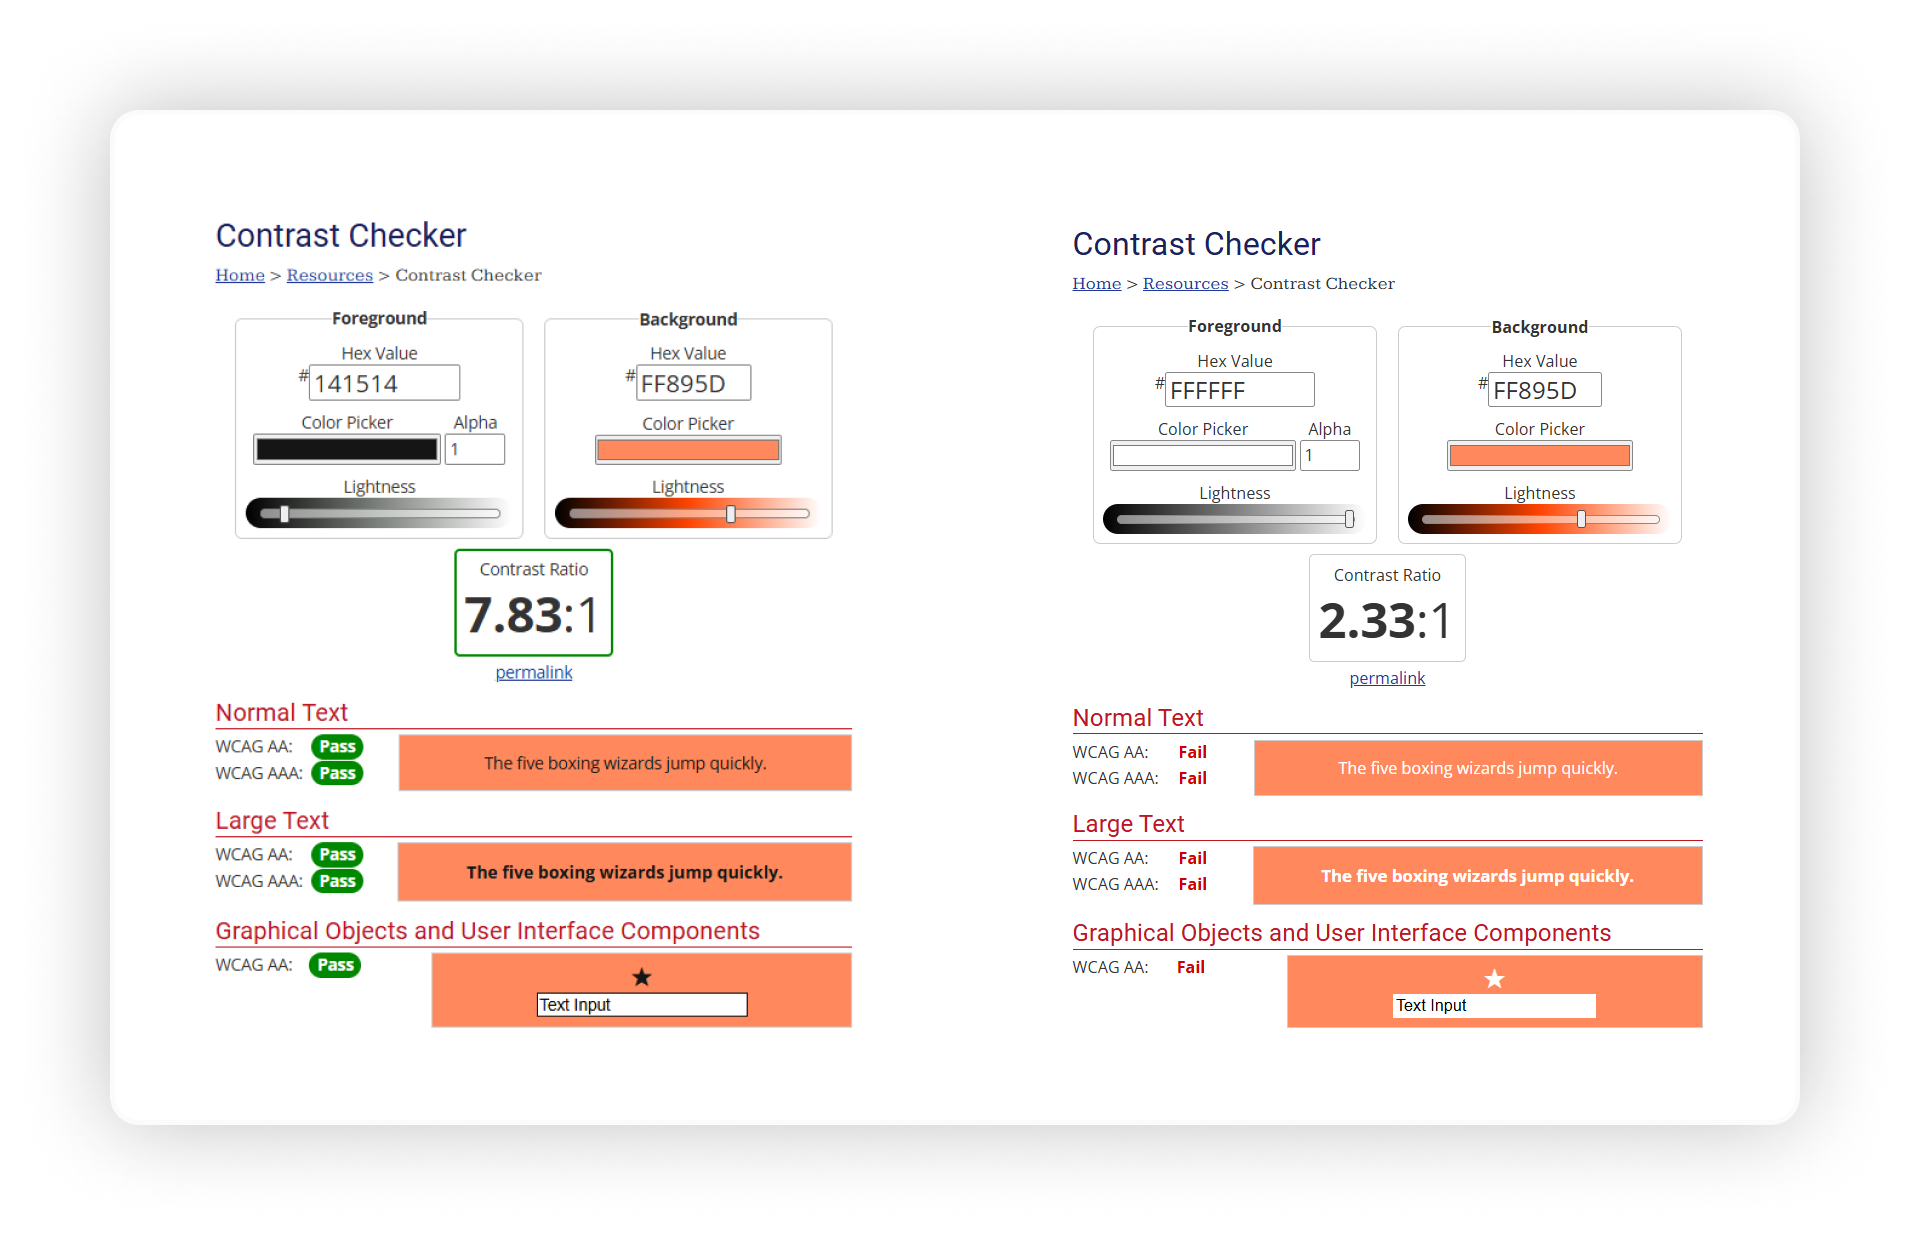 Contrast Checker
Home > Resources > Contrast Checker
Foreground
Hex Value
#141514
Color Picker
Alpha
1
Lightness
Background
Hex Value
#FF895D
Color Picker
Lightness
Contrast Ratio
7.83:1
permalink
Normal Text
WCAG AA: Pass
WCAG AAA: Pass
The five boxing wizards jump quickly.
Large Text
WCAG AA: Pass
WCAG AAA: Pass
The five boxing wizards jump quickly.
Graphical Objects and User Interface Components
WCAG AA: Pass
★
Text Input
Contrast Checker
Home > Resources > Contrast Checker
Foreground
Hex Value
#FFFFFF
Color Picker
Alpha
1
Lightness
Background
Hex Value
#FF895D
Color Picker
Lightness
Contrast Ratio
2.33:1
permalink
Normal Text
WCAG AA: Fail
WCAG AAA: Fail
The five boxing wizards jump quickly.
Large Text
WCAG AA: Fail
WCAG AAA: Fail
The five boxing wizards jump quickly.
Graphical Objects and User Interface Components
WCAG AA: Fail
★
Text Input